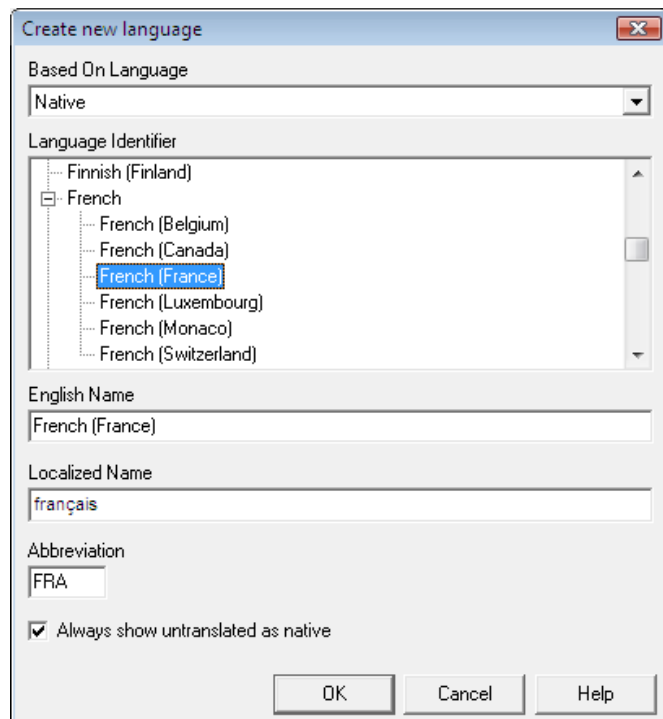 Create new language
Based On Language
Native
Language Identifier
Finnish (Finland)
French
French (Belgium)
French (Canada)
French (France)
French (Luxembourg)
French (Monaco)
French (Switzerland)
English Name
French (France)
Localized Name
français
Abbreviation
FRA
Always show untranslated as native
OK Cancel Help